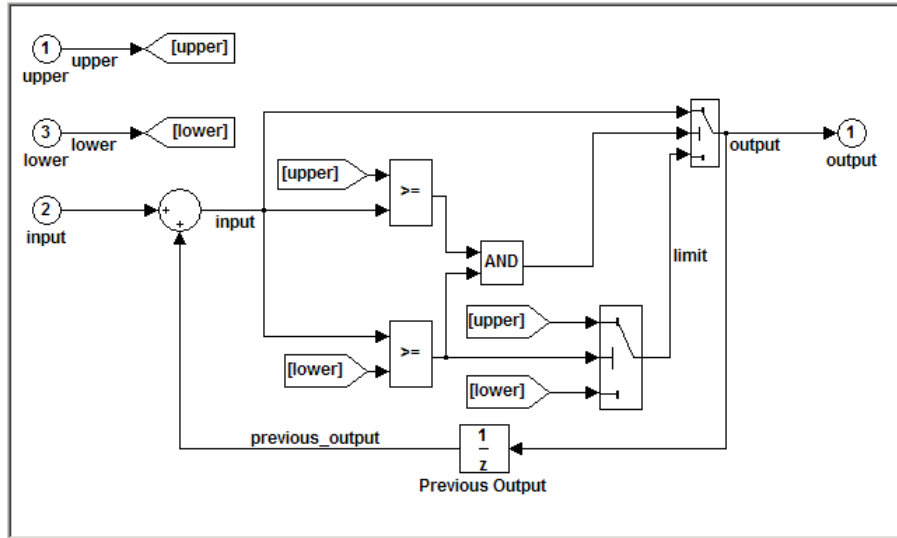 1
upper
[upper]
upper
3
lower
[lower]
lower
2
input
+
+
input
[upper]
>=
AND
[lower]
>=
[upper]
[lower]
limit
output
1
output
previous_output
1
z
Previous Output